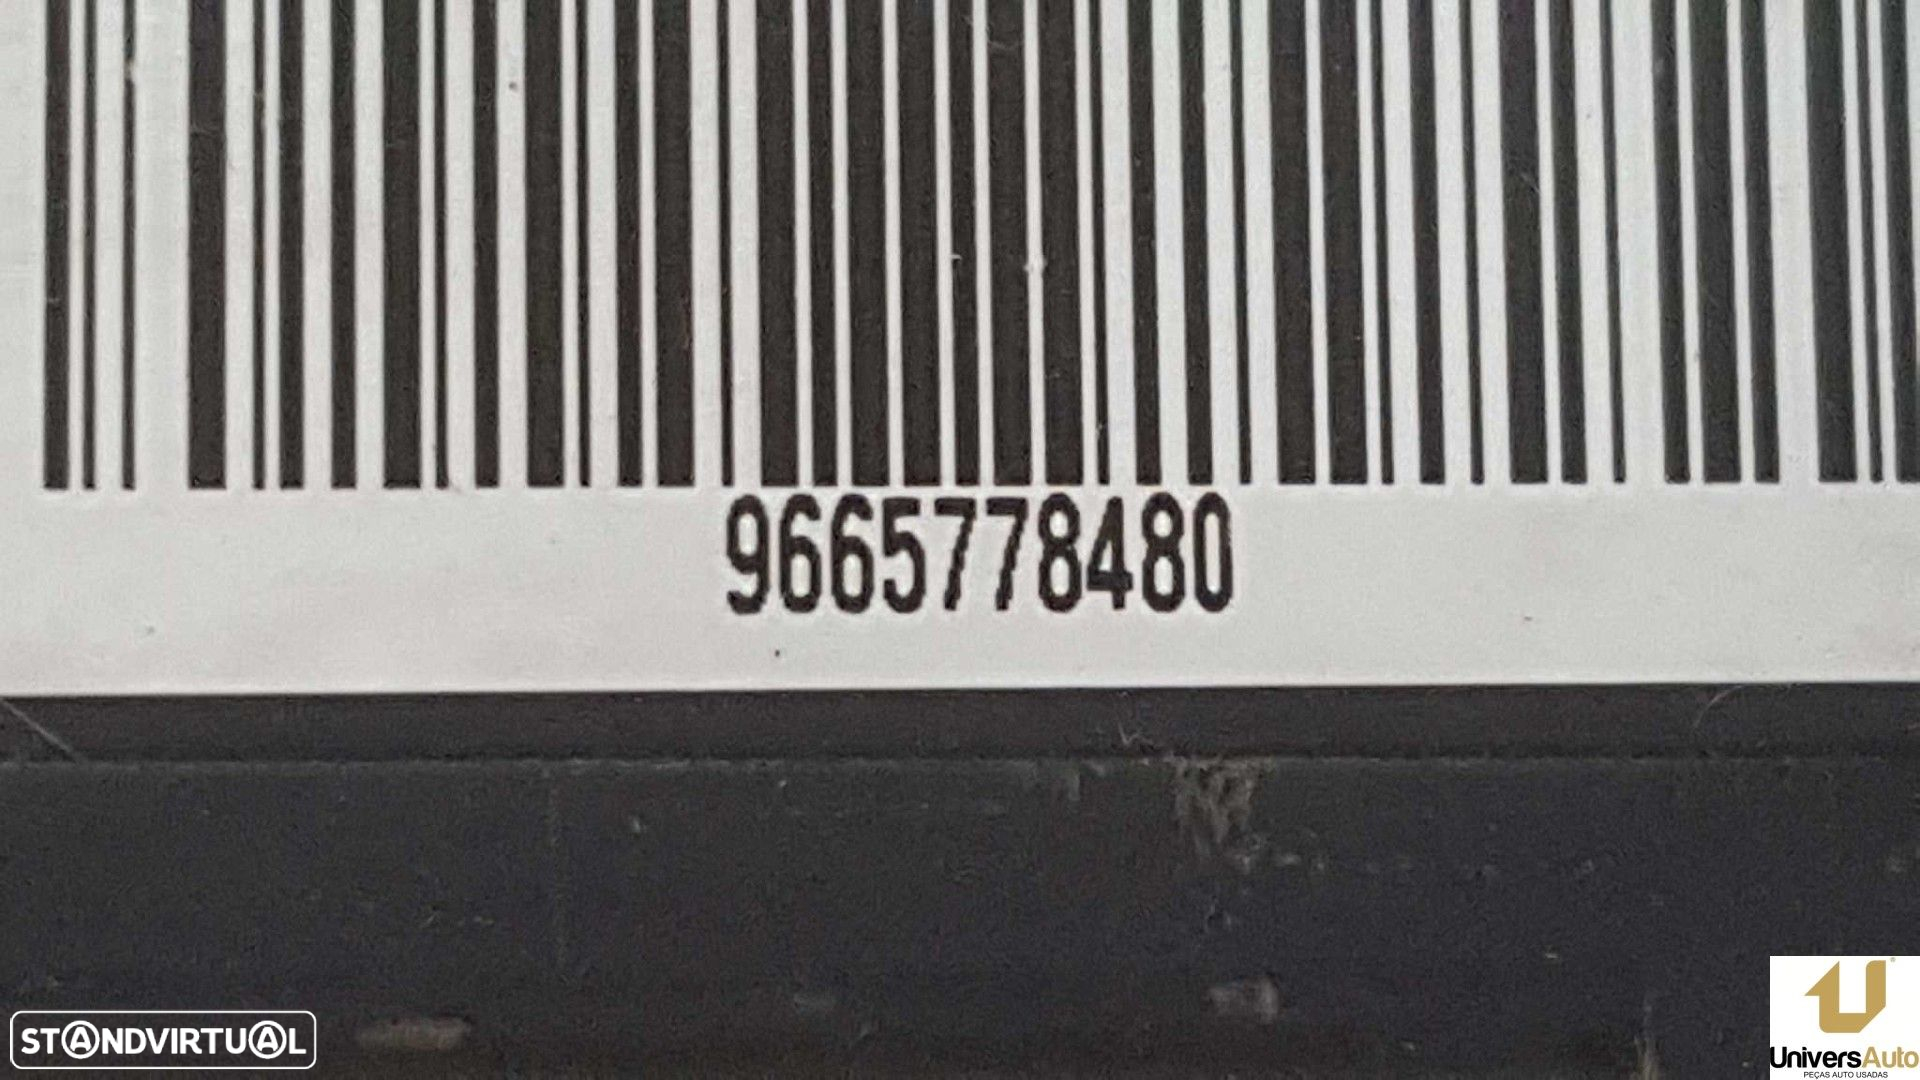 9665778480
STANDVIRTUAL
UniversAuto
PEÇAS AUTO USADAS